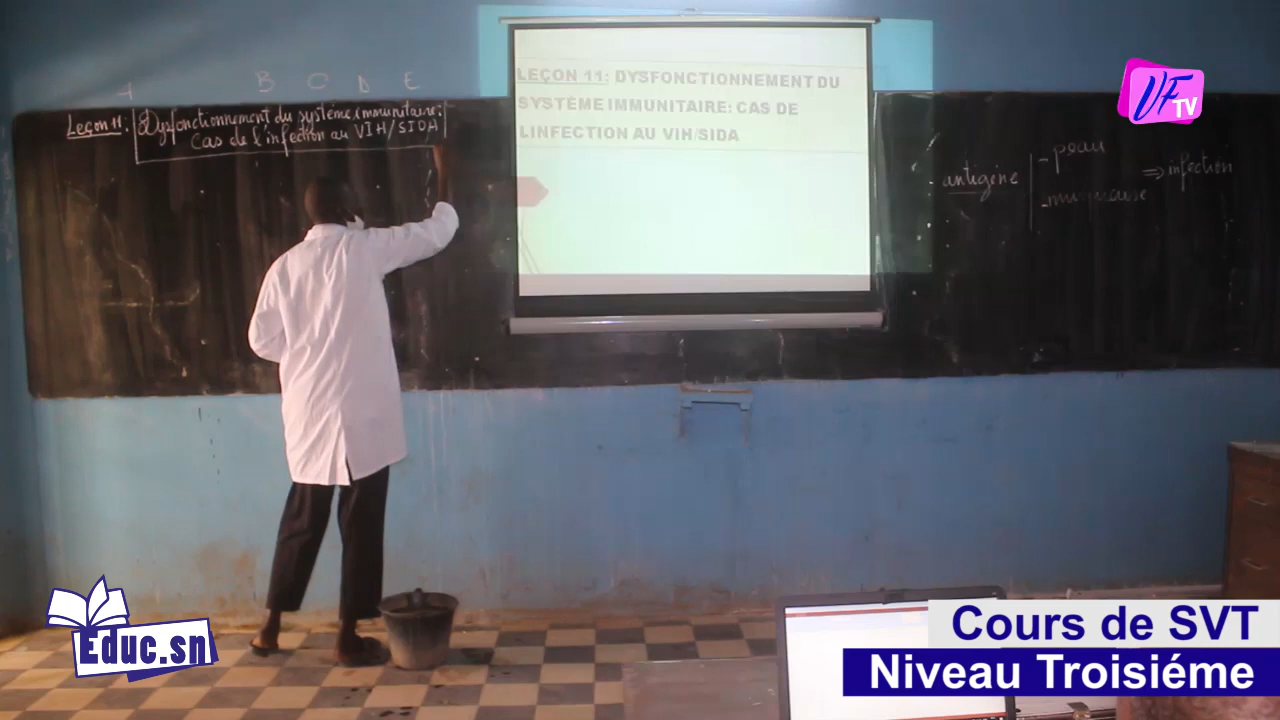 A B C D E
Leçon 11: Dysfonctionnement du système immunitaire:
Cas de l'infection au VIH/SIDA
LEÇON 11: DYSFONCTIONNEMENT DU
SYSTÈME IMMUNITAIRE: CAS DE
LINFECTION AU VIH/SIDA
VF
TV
- antigène
- peau
- muqueuse
⇒ infection
Educ.sn
Cours de SVT
Niveau Troisiéme